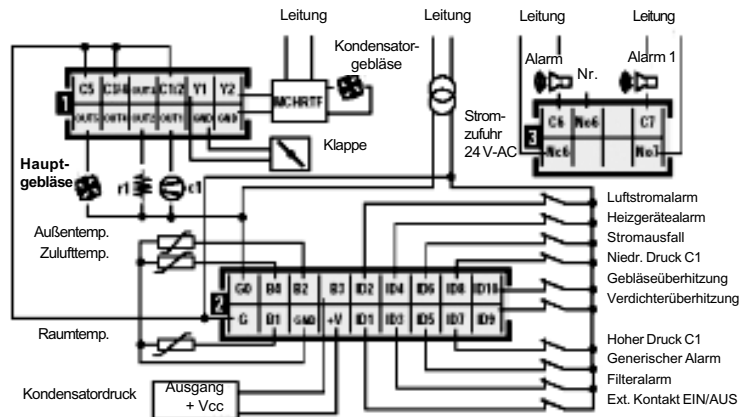 Leitung Leitung Leitung Leitung
Kondensator-
gebläse
Alarm Nr. Alarm 1
C5 C3/4 OUT3 C1/2 Y1 Y2
1
OUT5 OUT4 OUT2 OUT1 GND GND
MCHRTF
C6 No6 C7
3
Nc6 No7
Strom-
zufuhr
24 V-AC
Klappe
Haupt-
gebläse
r1 c1
Außentemp.
Zulufttemp.
Luftstromalarm
Heizgerätealarm
Stromausfall
Niedr. Druck C1
Gebläseüberhitzung
Verdichterüberhitzung
G0 B4 B2 B3 ID2 ID4 ID6 ID8 ID10
2
G B1 GND +V ID1 ID3 ID5 ID7 ID9
Raumtemp.
Hoher Druck C1
Generischer Alarm
Filteralarm
Ext. Kontakt EIN/AUS
Kondensatordruck
Ausgang
+ Vcc